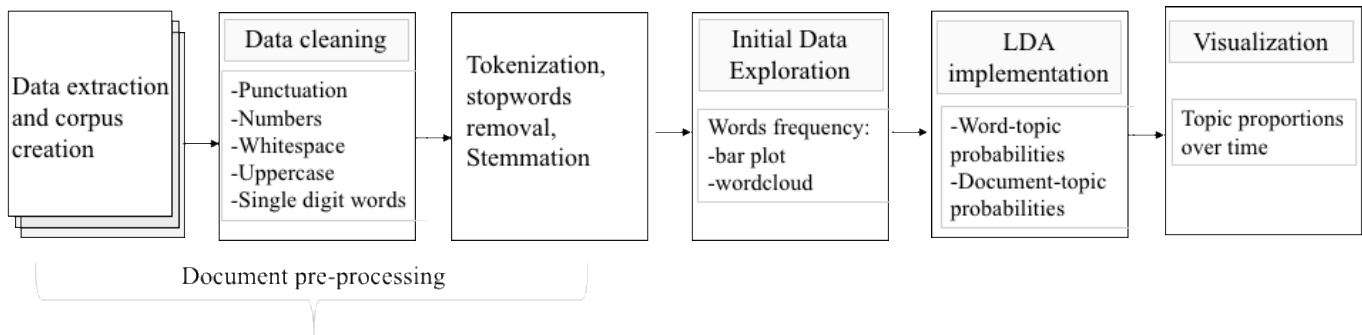 Data extraction
and corpus
creation
Data cleaning
-Punctuation
-Numbers
-Whitespace
-Uppercase
-Single digit words
Tokenization,
stopwords
removal,
Stemmation
Initial Data
Exploration
Words frequency:
-bar plot
-wordcloud
LDA
implementation
-Word-topic
probabilities
-Document-topic
probabilities
Visualization
Topic proportions
over time
Document pre-processing